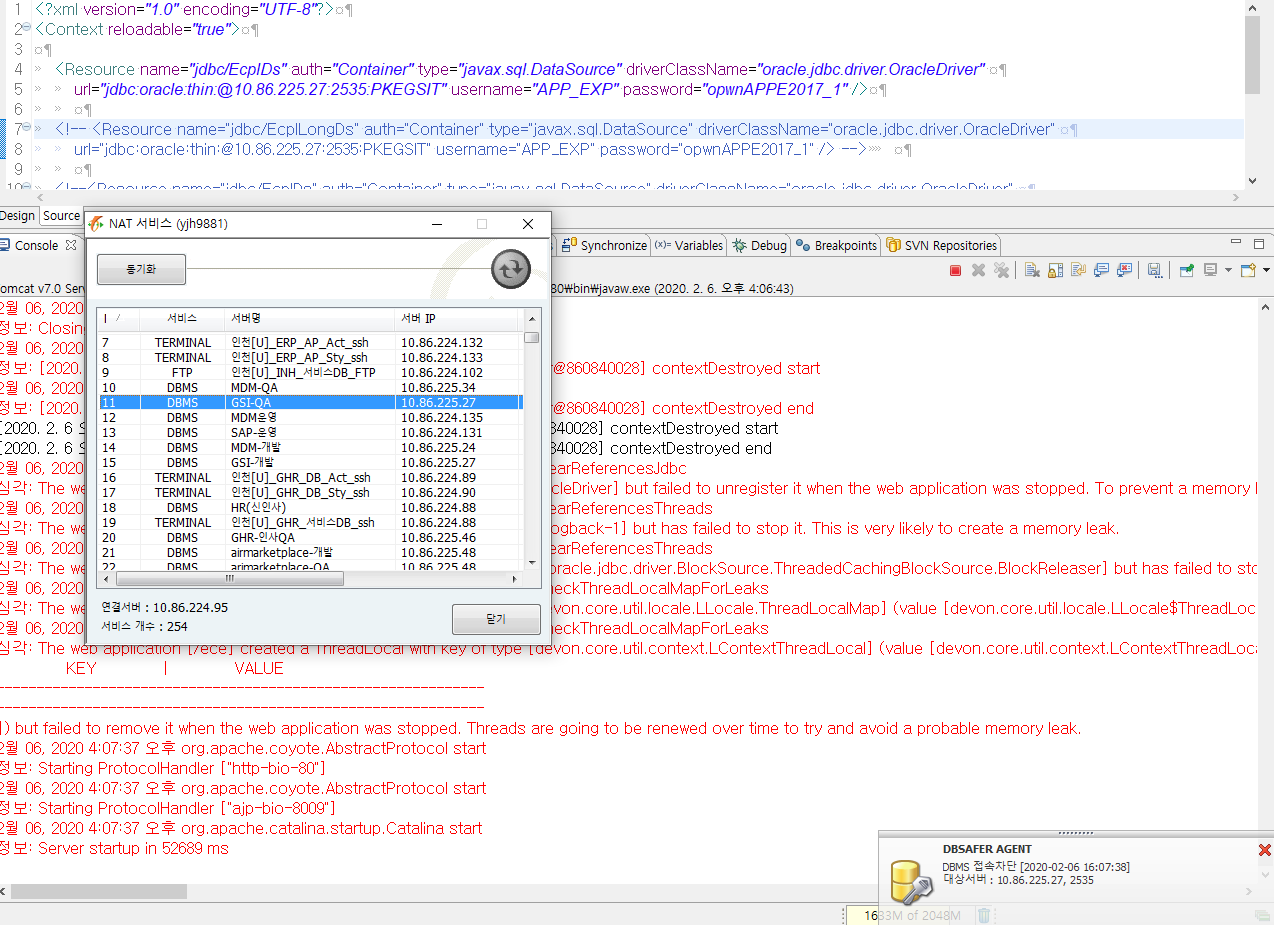 1 <?xml version="1.0" encoding="UTF-8"?>¤¶
2 <Context reloadable="true">¤¶
3 ¤¶
4 » <Resource name="jdbc/EcpIDs" auth="Container" type="javax.sql.DataSource" driverClassName="oracle.jdbc.driver.OracleDriver" ¤¶
5 » » url="jdbc:oracle:thin:@10.86.225.27:2535:PKEGSIT" username="APP_EXP" password="opwnAPPE2017_1" />¤¶
6 » » ¤¶
7 » <!-- <Resource name="jdbc/EcpILongDs" auth="Container" type="javax.sql.DataSource" driverClassName="oracle.jdbc.driver.OracleDriver" ¤¶
8 » » url="jdbc:oracle:thin:@10.86.225.27:2535:PKEGSIT" username="APP_EXP" password="opwnAPPE2017_1" /> -->»» ¤¶
9 » » ¤¶
10 » <!--<Resource name="jdbc/EcpIDs" auth="Container" type="javax.sql.DataSource" driverClassName="oracle.jdbc.driver.OracleDriver" ¤¶
Design Source
NAT 서비스 (yjh9881)
Console
Synchronize (x)= Variables Debug Breakpoints SVN Repositories
동기화
omcat v7.0 Serv
80\bin\javaw.exe (2020. 2. 6. 오후 4:06:43)
서비스 서버명 서버 IP
7 TERMINAL 인천[U]_ERP_AP_Act_ssh 10.86.224.132
8 TERMINAL 인천[U]_ERP_AP_Sty_ssh 10.86.224.133
9 FTP 인천[U]_INH_서비스DB_FTP 10.86.224.102
10 DBMS MDM-QA 10.86.225.34
11 DBMS GSI-QA 10.86.225.27
12 DBMS MDM운영 10.86.224.135
13 DBMS SAP-운영 10.86.224.131
14 DBMS MDM-개발 10.86.225.24
15 DBMS GSI-개발 10.86.225.27
16 TERMINAL 인천[U]_GHR_DB_Act_ssh 10.86.224.89
17 TERMINAL 인천[U]_GHR_DB_Sty_ssh 10.86.224.90
18 DBMS HR(신인사) 10.86.224.88
19 TERMINAL 인천[U]_GHR_서비스DB_ssh 10.86.224.88
20 DBMS GHR-인사QA 10.86.225.46
21 DBMS airmarketplace-개발 10.86.225.48
22 DBMS arimarketplace-QA 10.86.225.48
연결서버 : 10.86.224.95
서비스 개수 : 254
닫기
2월 06, 2020
정보: Closing
2월 06, 2020
정보: [2020. r@860840028] contextDestroyed start
2월 06, 2020
정보: [2020. r@860840028] contextDestroyed end
[2020. 2. 6 오 840028] contextDestroyed start
[2020. 2. 6 오 840028] contextDestroyed end
2월 06, 2020 earReferencesJdbc
심각: The we cleDriver] but failed to unregister it when the web application was stopped. To prevent a memory l
2월 06, 2020 earReferencesThreads
심각: The we ogback-1] but has failed to stop it. This is very likely to create a memory leak.
2월 06, 2020 earReferencesThreads
심각: The we oracle.jdbc.driver.BlockSource.ThreadedCachingBlockSource.BlockReleaser] but has failed to sto
2월 06, 2020 eckThreadLocalMapForLeaks
심각: The we von.core.util.locale.LLocale.ThreadLocalMap] (value [devon.core.util.locale.LLocale$ThreadLoc
2월 06, 2020 eckThreadLocalMapForLeaks
심각: The web application [/ece] created a ThreadLocal with key of type [devon.core.util.context.LContextThreadLocal] (value [devon.core.util.context.LContextThreadLoca
KEY | VALUE
------------------------------------------------------------
------------------------------------------------------------
]) but failed to remove it when the web application was stopped. Threads are going to be renewed over time to try and avoid a probable memory leak.
2월 06, 2020 4:07:37 오후 org.apache.coyote.AbstractProtocol start
정보: Starting ProtocolHandler ["http-bio-80"]
2월 06, 2020 4:07:37 오후 org.apache.coyote.AbstractProtocol start
정보: Starting ProtocolHandler ["ajp-bio-8009"]
2월 06, 2020 4:07:37 오후 org.apache.catalina.startup.Catalina start
정보: Server startup in 52689 ms
DBSAFER AGENT
DBMS 접속차단 [2020-02-06 16:07:38]
대상서버 : 10.86.225.27, 2535
1683M of 2048M